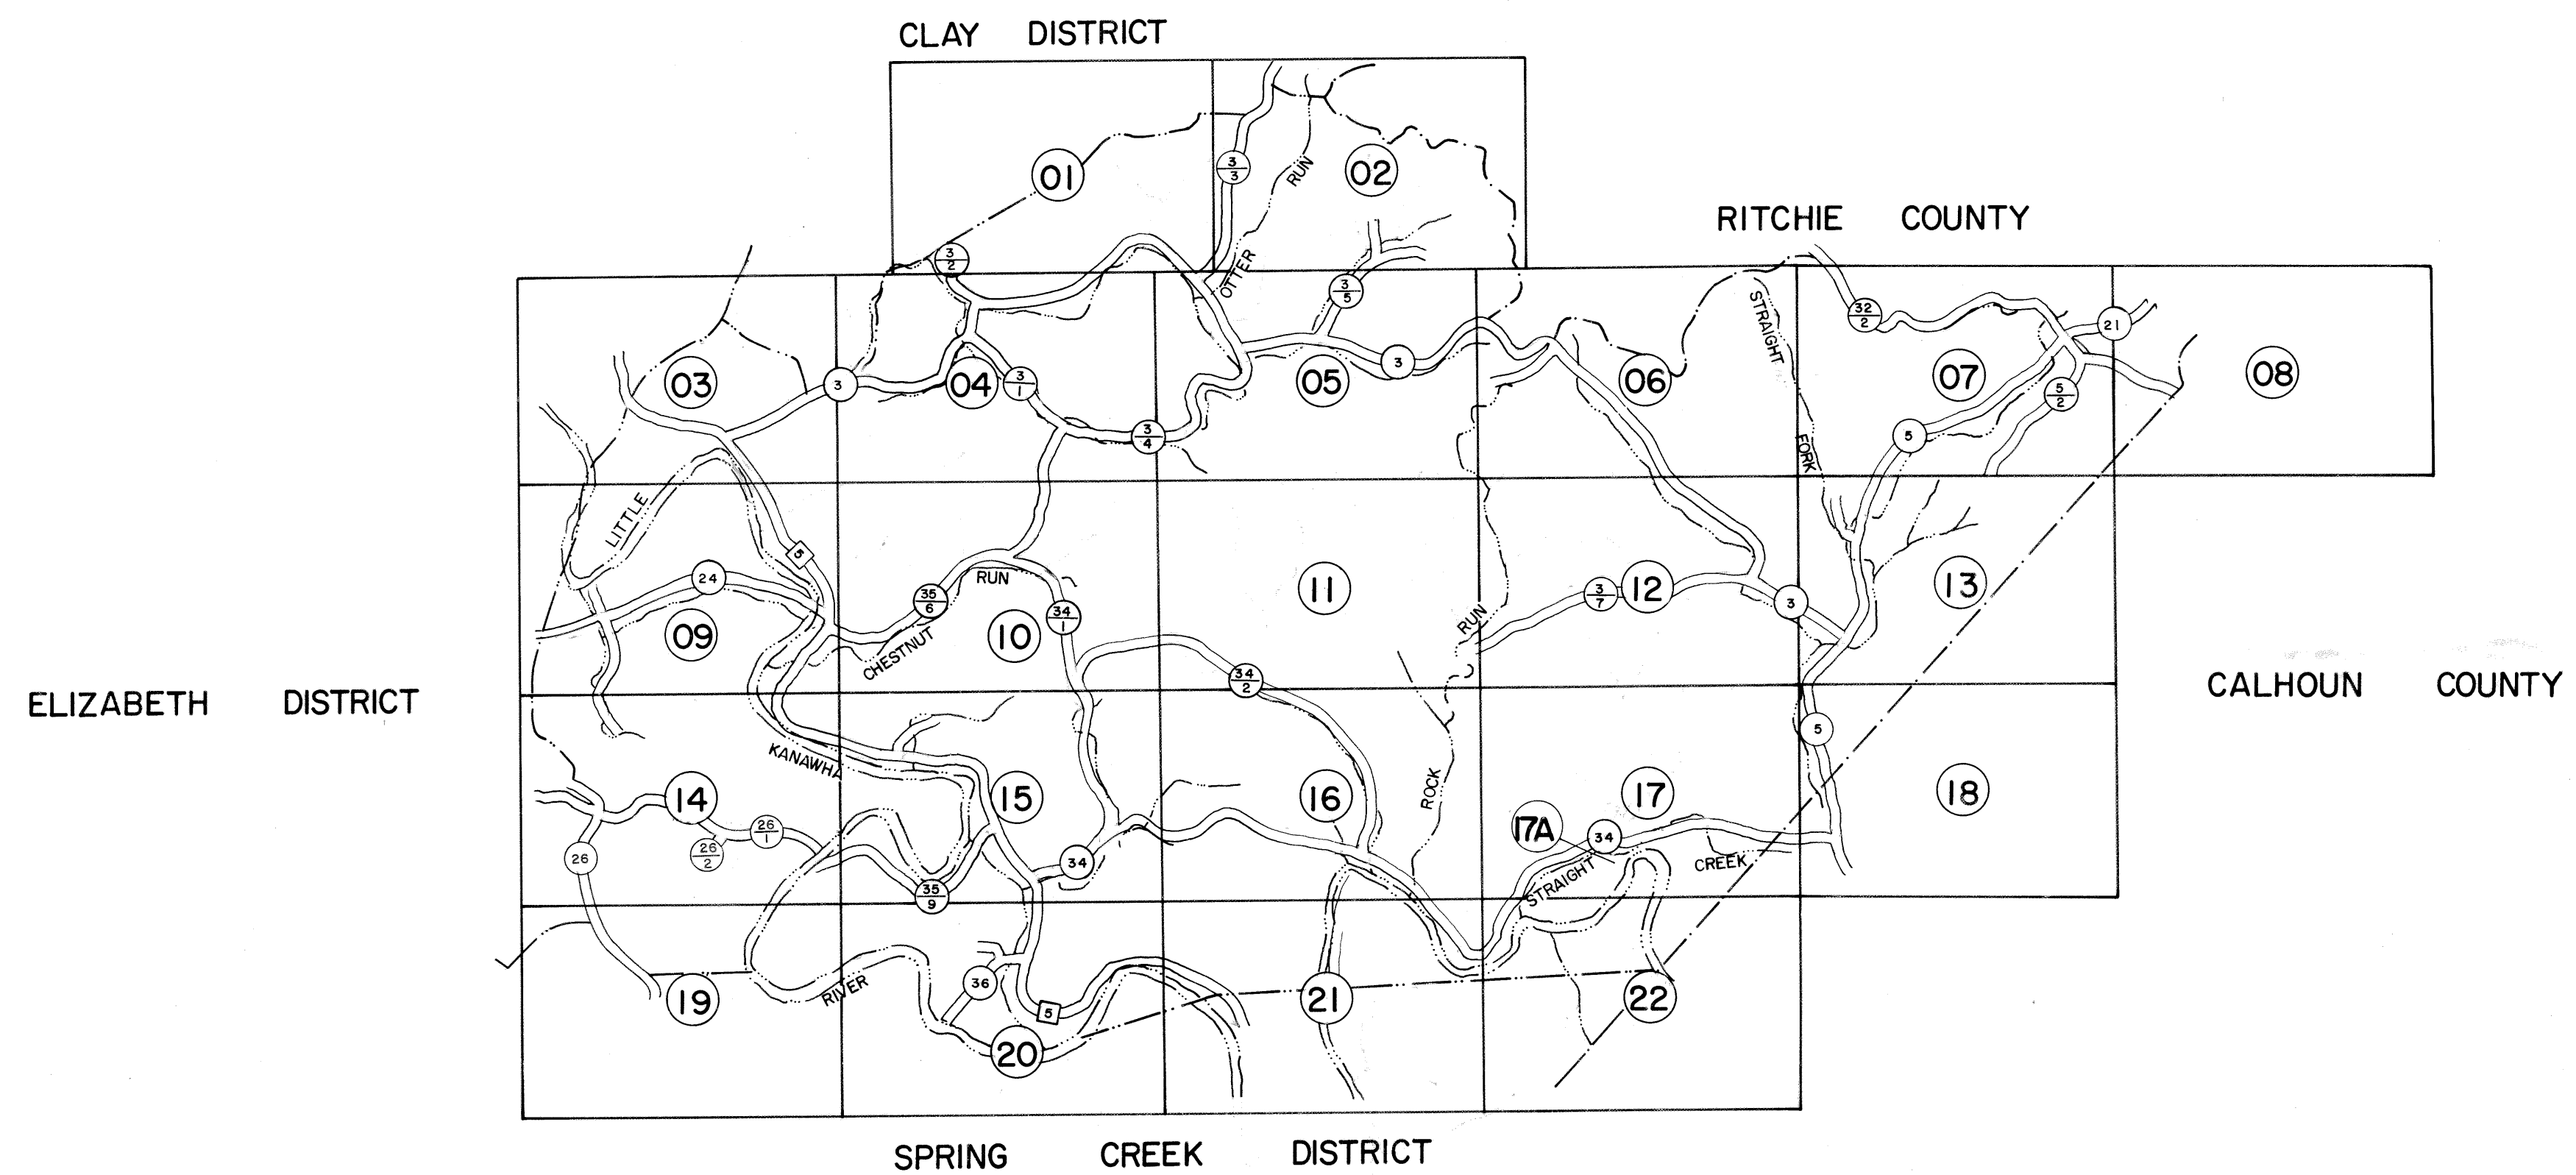 CLAY DISTRICT
01
02
3/3
RUN
OTTER
3/2
RITCHIE COUNTY
3/5
STRAIGHT
32/2
21
03
3
04
3/1
05
3
06
07
5/2
08
3/4
FORK
5
LITTLE
5
24
35/6
RUN
34/1
11
3/7
12
3
13
09
CHESTNUT
10
RUN
34/2
ELIZABETH DISTRICT
CALHOUN COUNTY
5
KANAWHA
14
15
16
ROCK
17
18
26/1
26/2
26
17A
34
34
CREEK
STRAIGHT
35/9
RIVER
36
5
19
20
21
22
SPRING CREEK DISTRICT